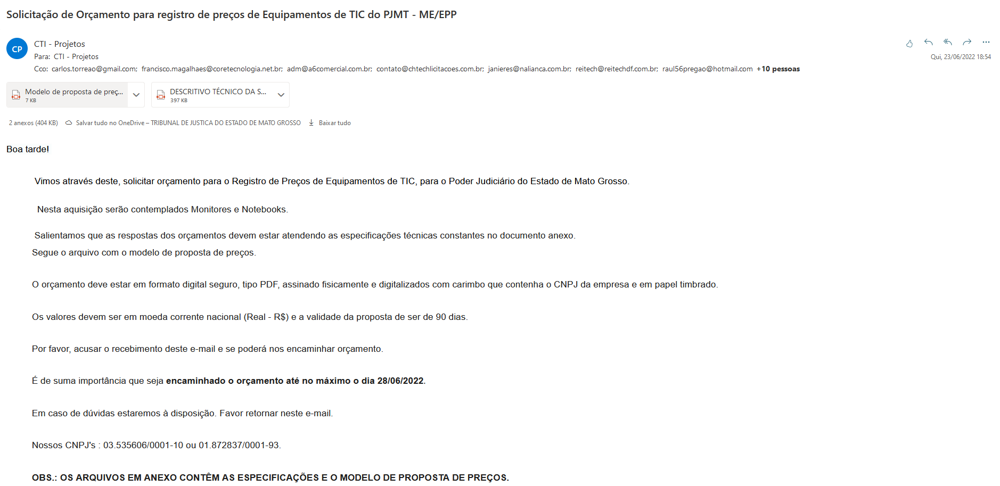 Solicitação de Orçamento para registro de preços de Equipamentos de TIC do PJMT - ME/EPP
CP
CTI - Projetos
Para: CTI - Projetos
Qui, 23/06/2022 18:54
Cco: carlos.torreao@gmail.com; francisco.magalhaes@coretecnologia.net.br; adm@a6comercial.com.br; contato@chtechlicitacoes.com.br; janieres@nalianca.com.br; reitech@reitechdf.com.br; raul56pregao@hotmail.com +10 pessoas
Modelo de proposta de preç...
7 KB
DESCRITIVO TÉCNICO DA S...
397 KB
2 anexos (404 KB) Salvar tudo no OneDrive – TRIBUNAL DE JUSTICA DO ESTADO DE MATO GROSSO Baixar tudo
Boa tarde!
Vimos através deste, solicitar orçamento para o Registro de Preços de Equipamentos de TIC, para o Poder Judiciário do Estado de Mato Grosso.
Nesta aquisição serão contemplados Monitores e Notebooks.
Salientamos que as respostas dos orçamentos devem estar atendendo as especificações técnicas constantes no documento anexo.
Segue o arquivo com o modelo de proposta de preços.
O orçamento deve estar em formato digital seguro, tipo PDF, assinado fisicamente e digitalizados com carimbo que contenha o CNPJ da empresa e em papel timbrado.
Os valores devem ser em moeda corrente nacional (Real - R$) e a validade da proposta de ser de 90 dias.
Por favor, acusar o recebimento deste e-mail e se poderá nos encaminhar orçamento.
É de suma importância que seja encaminhado o orçamento até no máximo o dia 28/06/2022.
Em caso de dúvidas estaremos à disposição. Favor retornar neste e-mail.
Nossos CNPJ's : 03.535606/0001-10 ou 01.872837/0001-93.
OBS.: OS ARQUIVOS EM ANEXO CONTÊM AS ESPECIFICAÇÕES E O MODELO DE PROPOSTA DE PREÇOS.